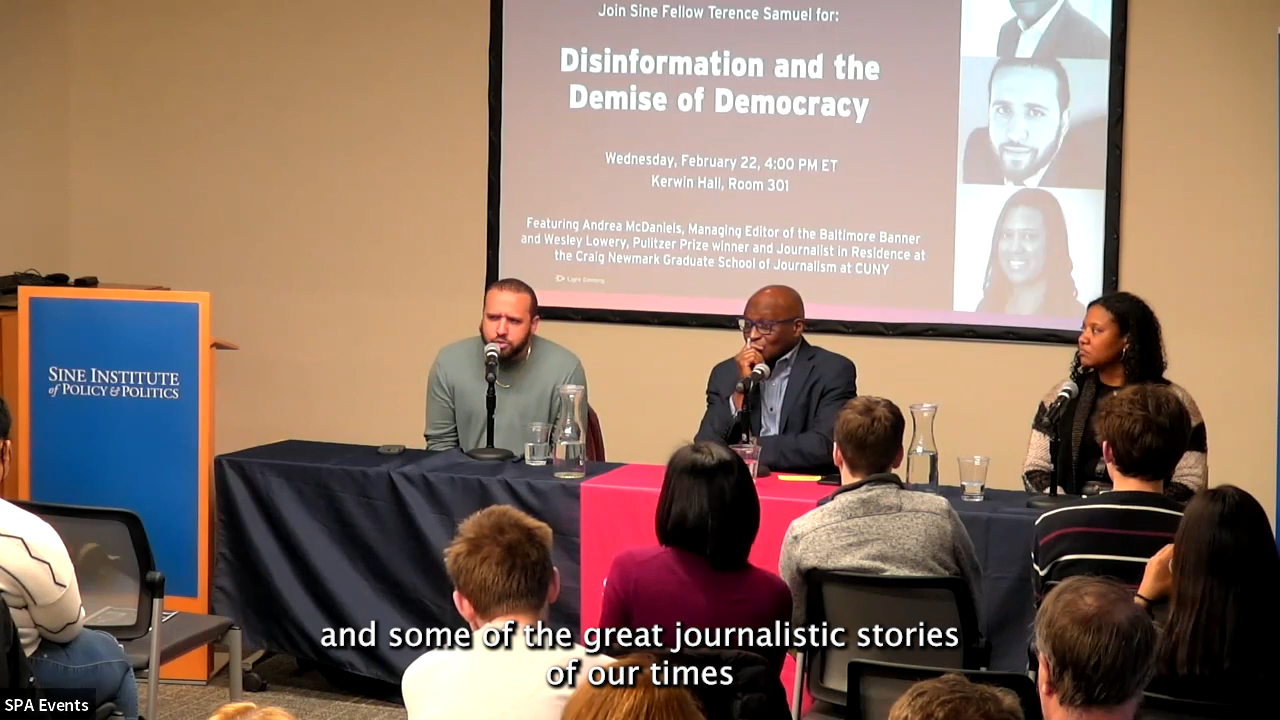 Join Sine Fellow Terence Samuel for:
Disinformation and the
Demise of Democracy
Wednesday, February 22, 4:00 PM ET
Kerwin Hall, Room 301
Featuring Andrea McDaniels, Managing Editor of the Baltimore Banner
and Wesley Lowery, Pulitzer Prize winner and Journalist in Residence at
the Craig Newmark Graduate School of Journalism at CUNY
SINE INSTITUTE
of POLICY & POLITICS
and some of the great journalistic stories
of our times
SPA Events